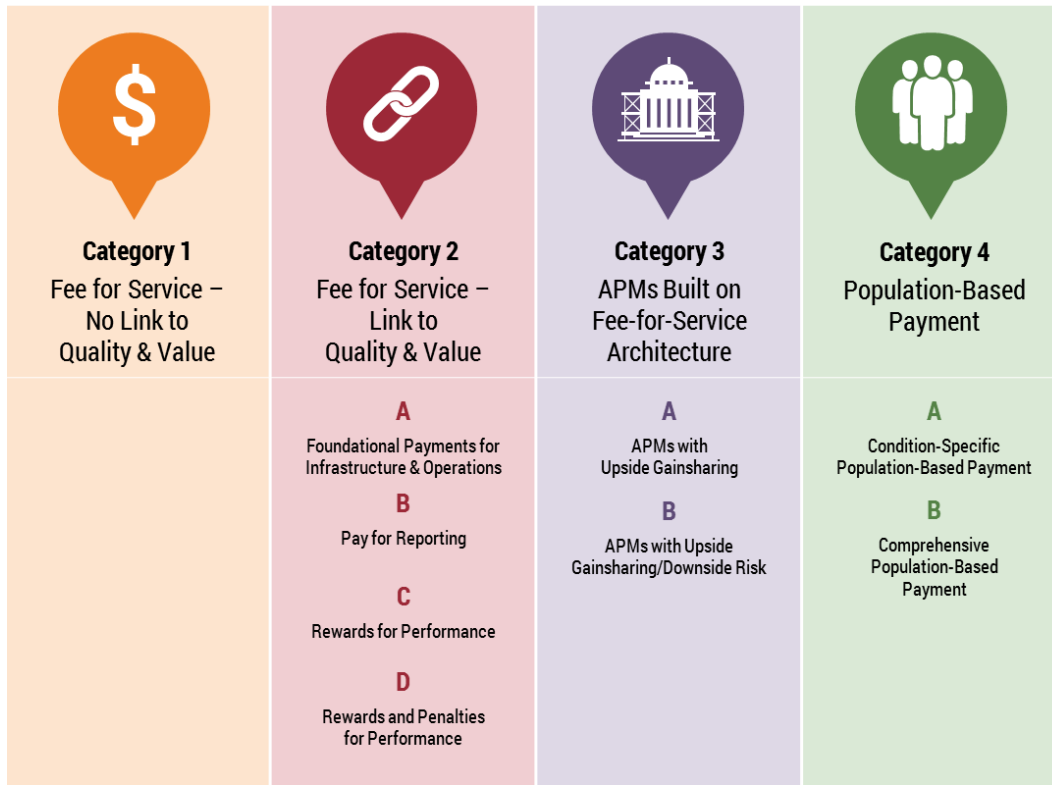 $
Category 1
Fee for Service –
No Link to
Quality & Value
Category 2
Fee for Service –
Link to
Quality & Value
A
Foundational Payments for
Infrastructure & Operations
B
Pay for Reporting
C
Rewards for Performance
D
Rewards and Penalties
for Performance
Category 3
APMs Built on
Fee-for-Service
Architecture
A
APMs with
Upside Gainsharing
B
APMs with Upside
Gainsharing/Downside Risk
Category 4
Population-Based
Payment
A
Condition-Specific
Population-Based Payment
B
Comprehensive
Population-Based
Payment